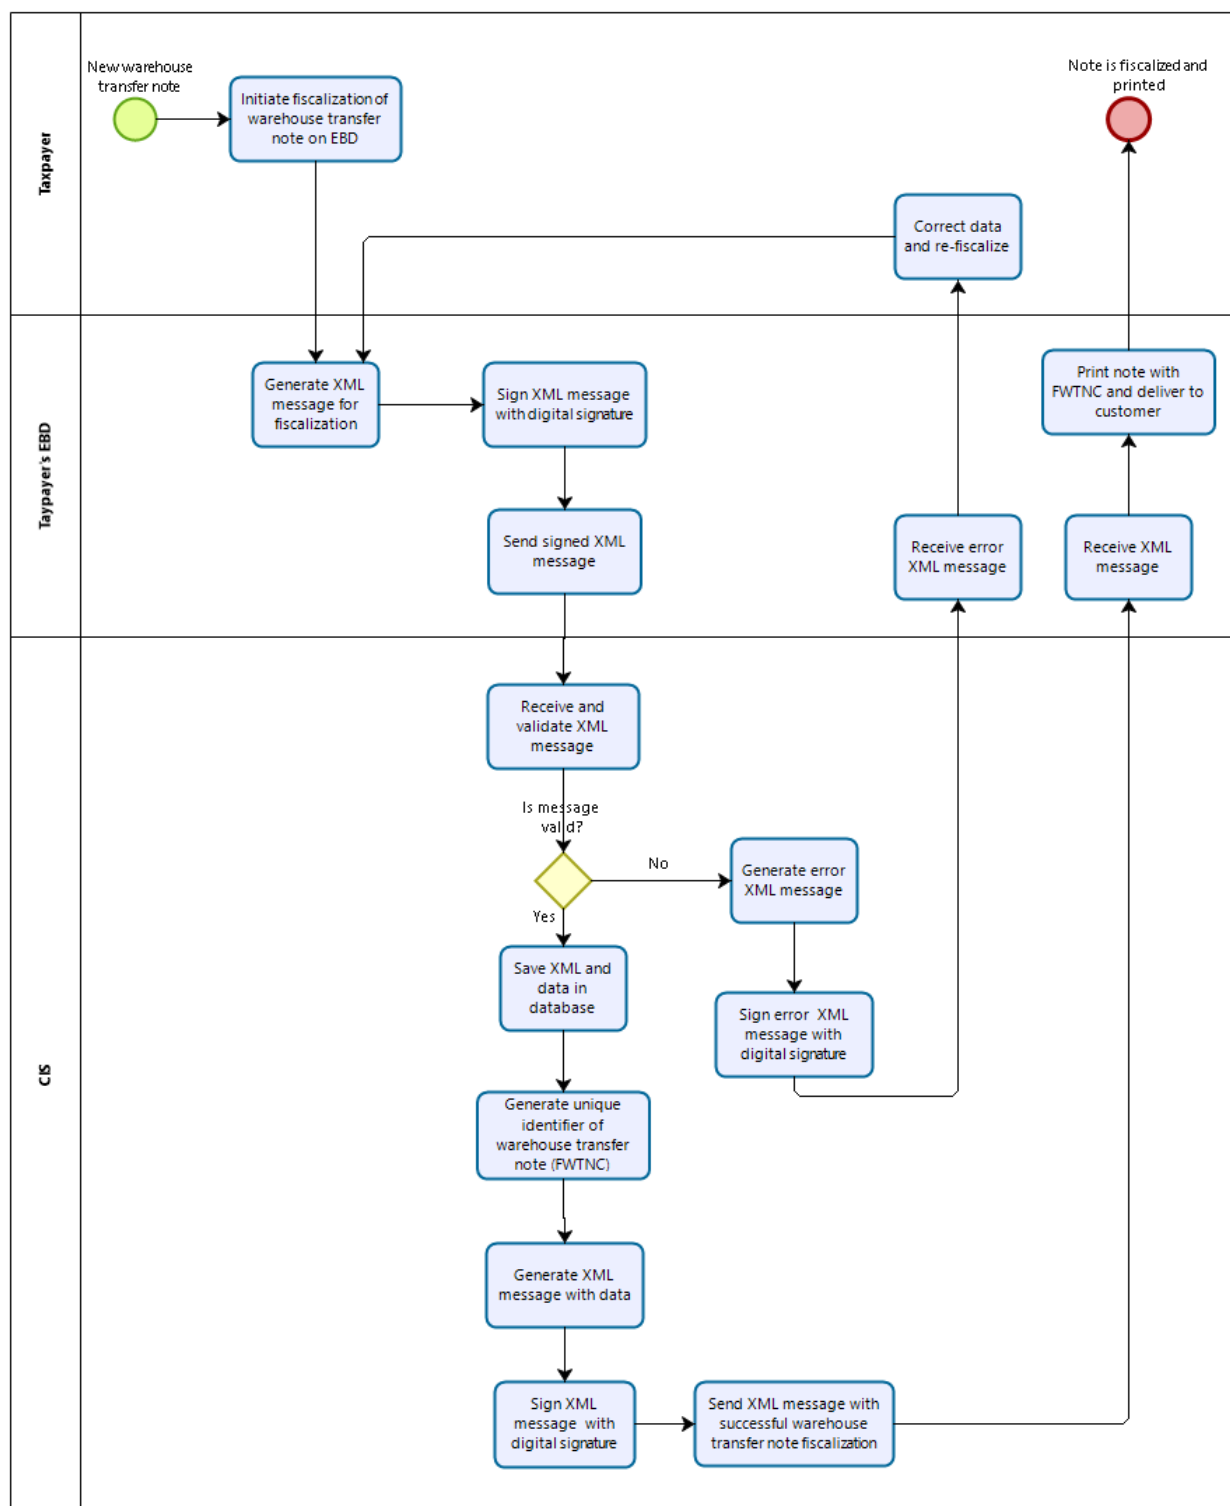 Taxpayer
New warehouse
transfer note
Initiate fiscalization of
warehouse transfer
note on EBD
Note is fiscalized and
printed
Correct data
and re-fiscalize
Taypayer's EBD
Generate XML
message for
fiscalization
Sign XML message
with digital signature
Print note with
FWTNC and deliver to
customer
Send signed XML
message
Receive error
XML message
Receive XML
message
CIS
Receive and
validate XML
message
Is message
valid?
No
Generate error
XML message
Yes
Save XML and
data in
database
Sign error XML
message with
digital signature
Generate unique
identifier of
warehouse transfer
note (FWTNC)
Generate XML
message with data
Sign XML
message with
digital signature
Send XML message with
successful warehouse
transfer note fiscalization